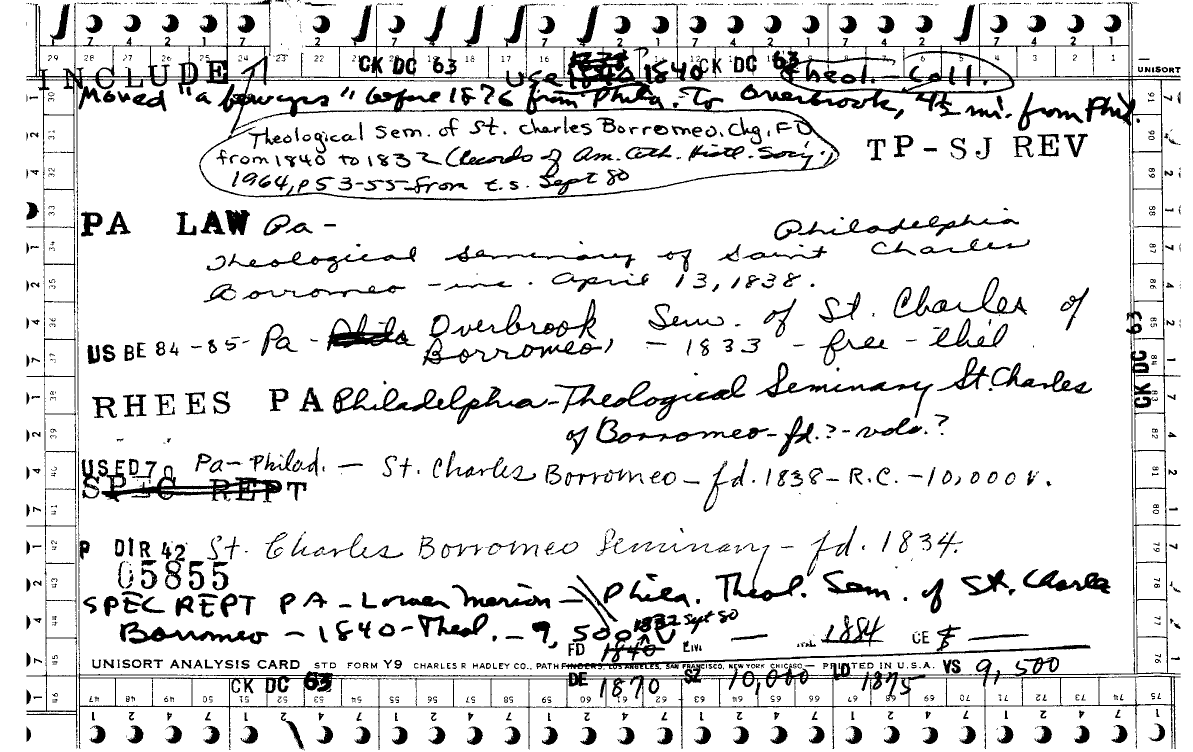 CK DC 63 CK DC 63
INCLUDE use 1840 1840 Theol. - Coll.
Moved "a few yrs" before 1876 from Phila. To Overbrook, 4½ mi. from Phil.
Theological Sem. of St. Charles Borromeo. Chg. FD
from 1840 to 1832 (Records of Am. Cath. Histl. Socy.,
1964, p53-55- from t.s. Sept 80
TP-SJ REV
PA LAW Pa - Philadelphia
Theological Seminary of Saint Charles
Borromeo - inc. April 13, 1838.
US BE 84-85- Pa - Phila Overbrook Sem. of St. Charles of
Borromeo, - 1833 - free - thl
RHEES PA Philadelphia - Theological Seminary St. Charles
of Borromeo - fd.? - vols.?
US ED 70 Pa - Philad. - St. Charles Borromeo - fd. 1838 - R.C. - 10,000 v.
SPEC REPT
P DIR 42 St. Charles Borromeo Seminary - fd. 1834.
05855
SPEC REPT PA - Lower Merion - Phila. Theol. Sem. of St. Charles
Borromeo - 1840 - Theol. - 9,500 V
1832 Sept 80
FD 1840 — 1884 CE $ —
UNISORT ANALYSIS CARD STD FORM Y9 CHARLES R HADLEY CO., PATHFINDERS, LOS ANGELES, SAN FRANCISCO, NEW YORK CHICAGO — PRINTED IN U.S.A. VS 9,500
CK DC 63 DE 1870 SZ 10,000 LD 1875
UNISORT
CK DC 63